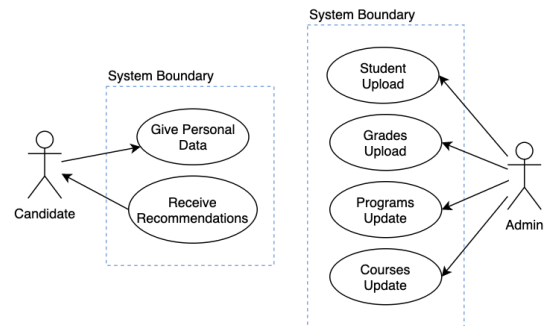 System Boundary
Give Personal
Data
Receive
Recommendations
Candidate
System Boundary
Student
Upload
Grades
Upload
Programs
Update
Courses
Update
Admin